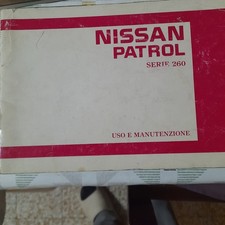 NISSAN
PATROL
SERIE 260
USO E MANUTENZIONE